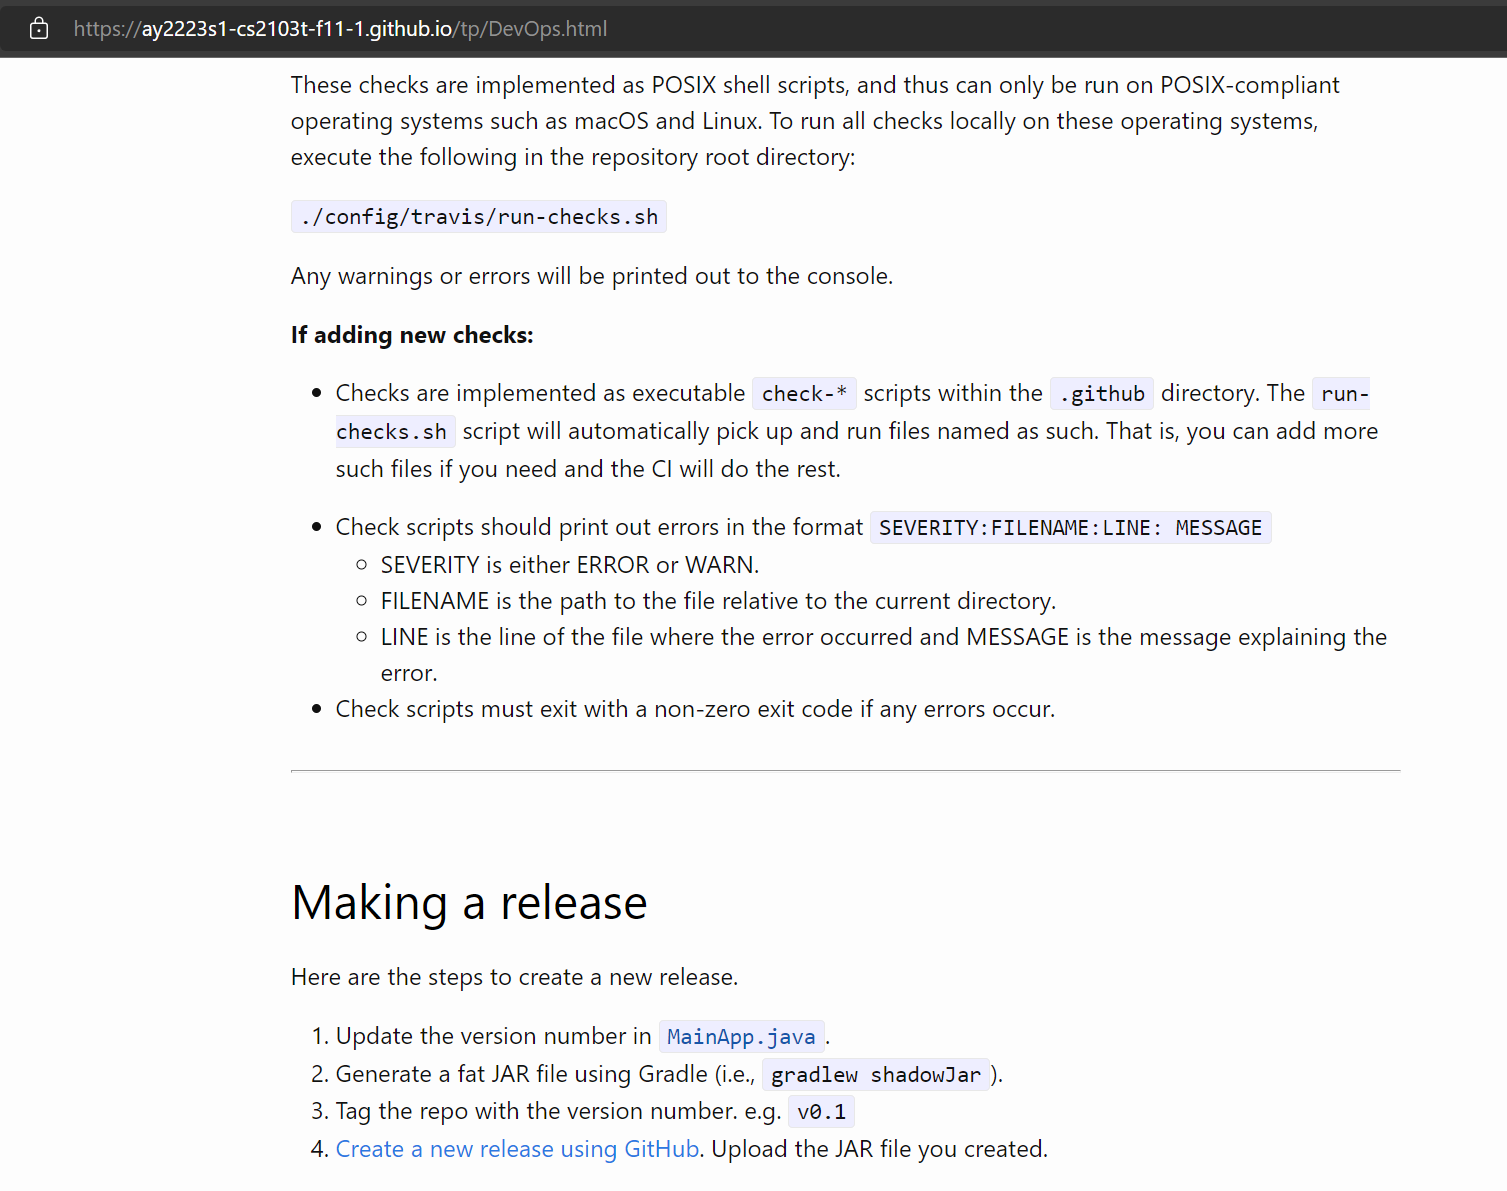 https://ay2223s1-cs2103t-f11-1.github.io/tp/DevOps.html
These checks are implemented as POSIX shell scripts, and thus can only be run on POSIX-compliant
operating systems such as macOS and Linux. To run all checks locally on these operating systems,
execute the following in the repository root directory:
./config/travis/run-checks.sh
Any warnings or errors will be printed out to the console.
If adding new checks:
• Checks are implemented as executable check-* scripts within the .github directory. The run-
checks.sh script will automatically pick up and run files named as such. That is, you can add more
such files if you need and the CI will do the rest.
• Check scripts should print out errors in the format SEVERITY:FILENAME:LINE: MESSAGE
◦ SEVERITY is either ERROR or WARN.
◦ FILENAME is the path to the file relative to the current directory.
◦ LINE is the line of the file where the error occurred and MESSAGE is the message explaining the
error.
• Check scripts must exit with a non-zero exit code if any errors occur.
Making a release
Here are the steps to create a new release.
1. Update the version number in MainApp.java.
2. Generate a fat JAR file using Gradle (i.e., gradlew shadowJar).
3. Tag the repo with the version number. e.g. v0.1
4. Create a new release using GitHub. Upload the JAR file you created.